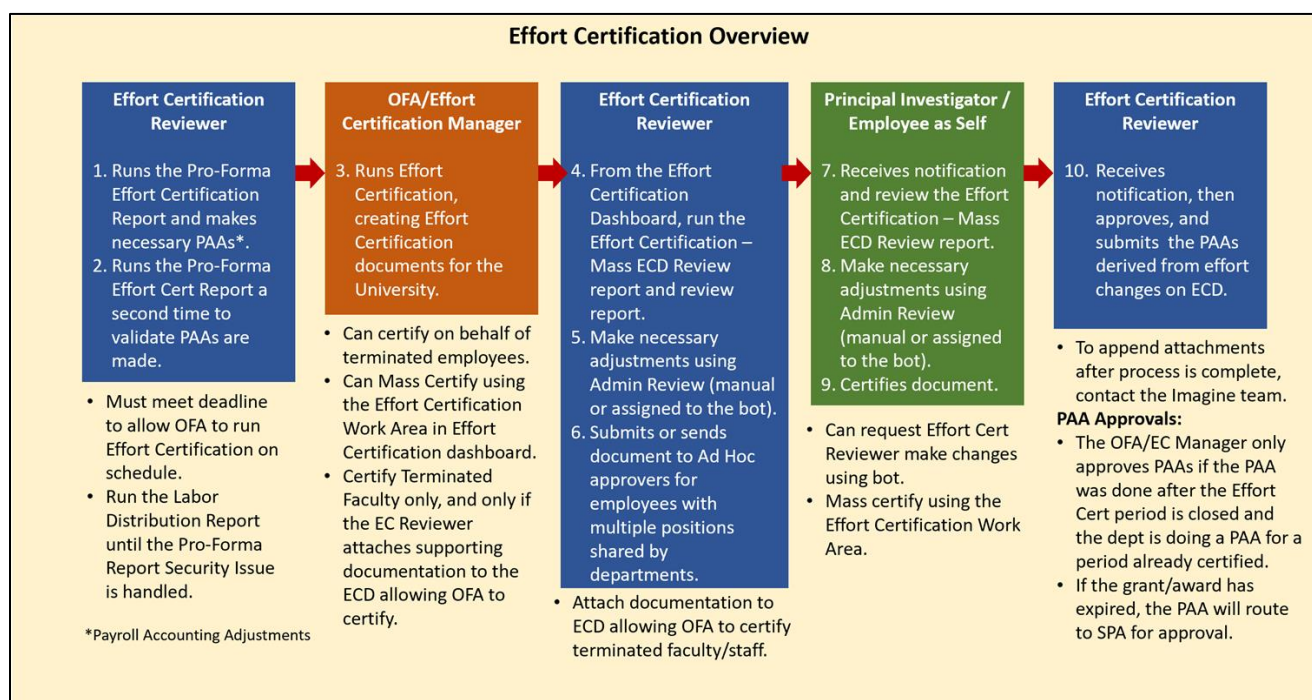 Effort Certification Overview
Effort Certification
Reviewer
1. Runs the Pro-Forma
Effort Certification
Report and makes
necessary PAAs*.
2. Runs the Pro-Forma
Effort Cert Report a
second time to
validate PAAs are
made.
• Must meet deadline
to allow OFA to run
Effort Certification on
schedule.
• Run the Labor
Distribution Report
until the Pro-Forma
Report Security Issue
is handled.
*Payroll Accounting Adjustments
OFA/Effort
Certification Manager
3. Runs Effort
Certification,
creating Effort
Certification
documents for the
University.
• Can certify on behalf of
terminated employees.
• Can Mass Certify using
the Effort Certification
Work Area in Effort
Certification dashboard.
• Certify Terminated
Faculty only, and only if
the EC Reviewer
attaches supporting
documentation to the
ECD allowing OFA to
certify.
Effort Certification
Reviewer
4. From the Effort
Certification
Dashboard, run the
Effort Certification –
Mass ECD Review
report and review
report.
5. Make necessary
adjustments using
Admin Review (manual
or assigned to the bot).
6. Submits or sends
document to Ad Hoc
approvers for
employees with
multiple positions
shared by
departments.
• Attach documentation to
ECD allowing OFA to certify
terminated faculty/staff.
Principal Investigator /
Employee as Self
7. Receives notification
and review the Effort
Certification – Mass
ECD Review report.
8. Make necessary
adjustments using
Admin Review
(manual or assigned
to the bot).
9. Certifies document.
• Can request Effort Cert
Reviewer make changes
using bot.
• Mass certify using the
Effort Certification Work
Area.
Effort Certification
Reviewer
10. Receives
notification, then
approves, and
submits the PAAs
derived from effort
changes on ECD.
• To append attachments
after process is complete,
contact the Imagine team.
PAA Approvals:
• The OFA/EC Manager only
approves PAAs if the PAA
was done after the Effort
Cert period is closed and
the dept is doing a PAA for a
period already certified.
• If the grant/award has
expired, the PAA will route
to SPA for approval.